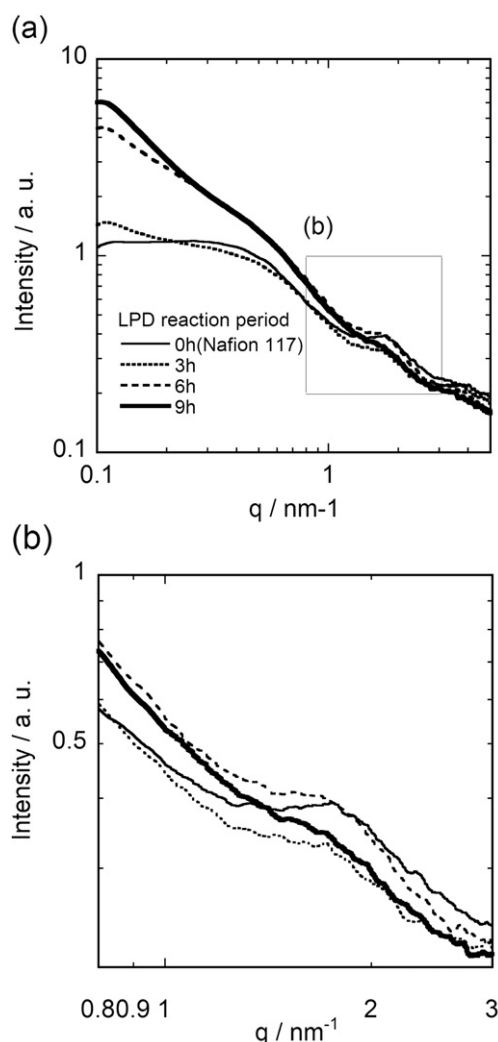 (a)
10
Intensity / a. u.
1
(b)
LPD reaction period
0h(Nafion 117)
3h
6h
9h
0.1
0.1
1
q / nm-1
(b)
1
Intensity / a. u.
0.5
0.80.9 1
2
3
q / nm⁻¹